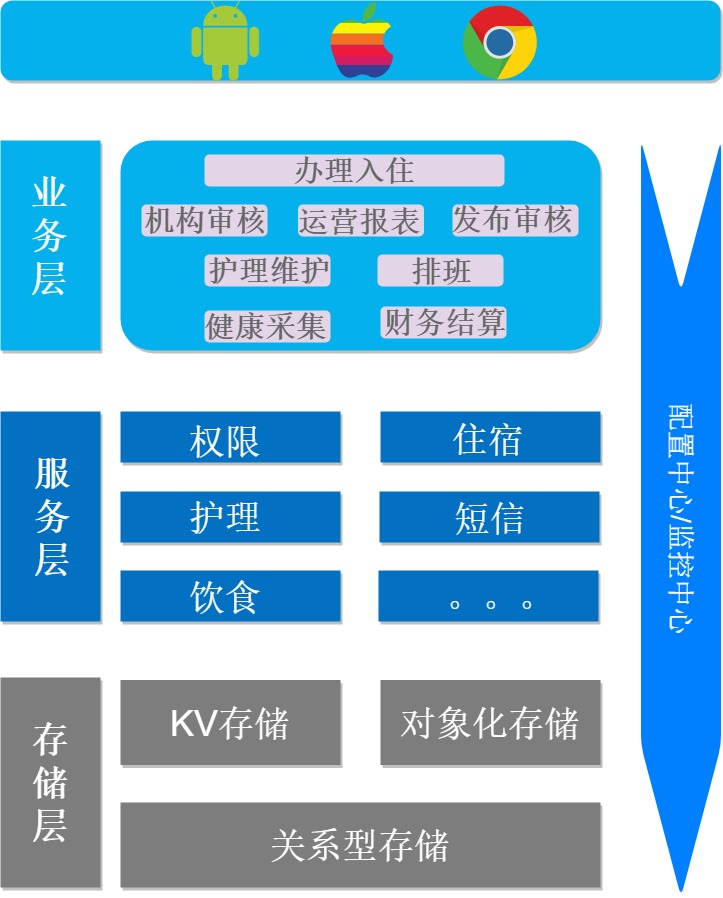 业务层
办理入住
机构审核
运营报表
发布审核
护理维护
排班
健康采集
财务结算
服务层
权限
住宿
护理
短信
饮食
。。。
存储层
KV存储
对象化存储
关系型存储
配置中心/监控中心